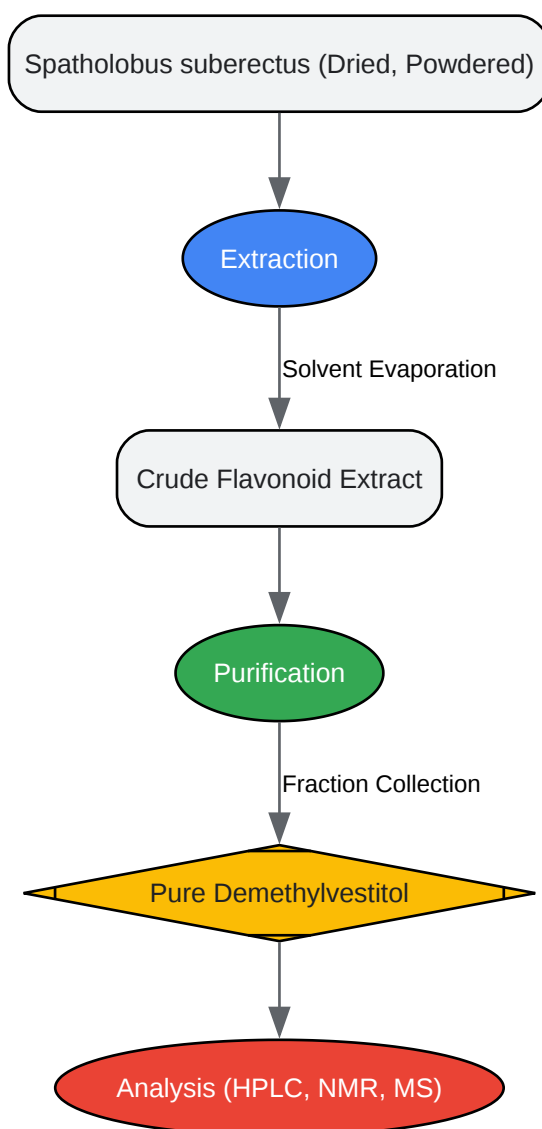 Spatholobus suberectus (Dried, Powdered)
Extraction
Solvent Evaporation
Crude Flavonoid Extract
Purification
Fraction Collection
Pure Demethylvestitol
Analysis (HPLC, NMR, MS)